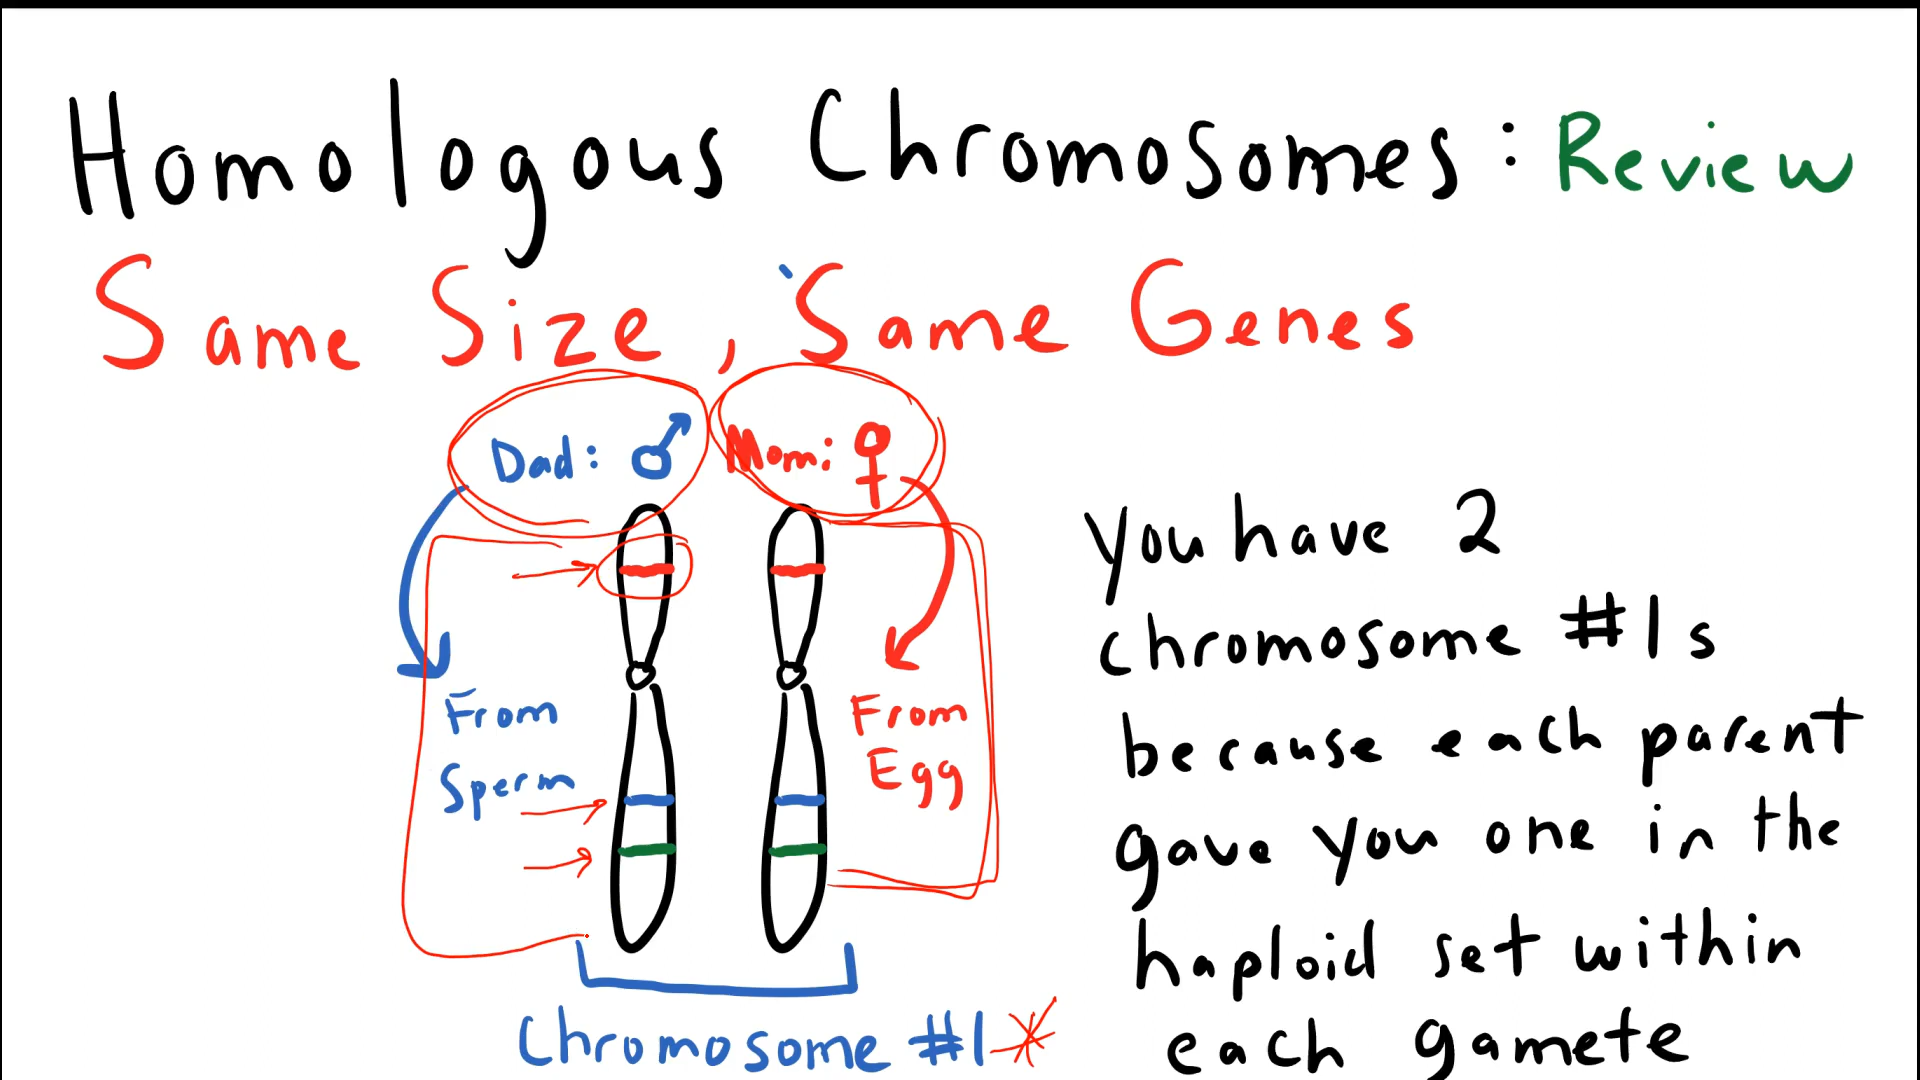 Homologous Chromosomes: Review
Same Size, Same Genes
Dad: ♂
Mom: ♀
From
Sperm
From
Egg
Chromosome #1
You have 2
chromosome #1s
because each parent
gave you one in the
haploid set within
each gamete